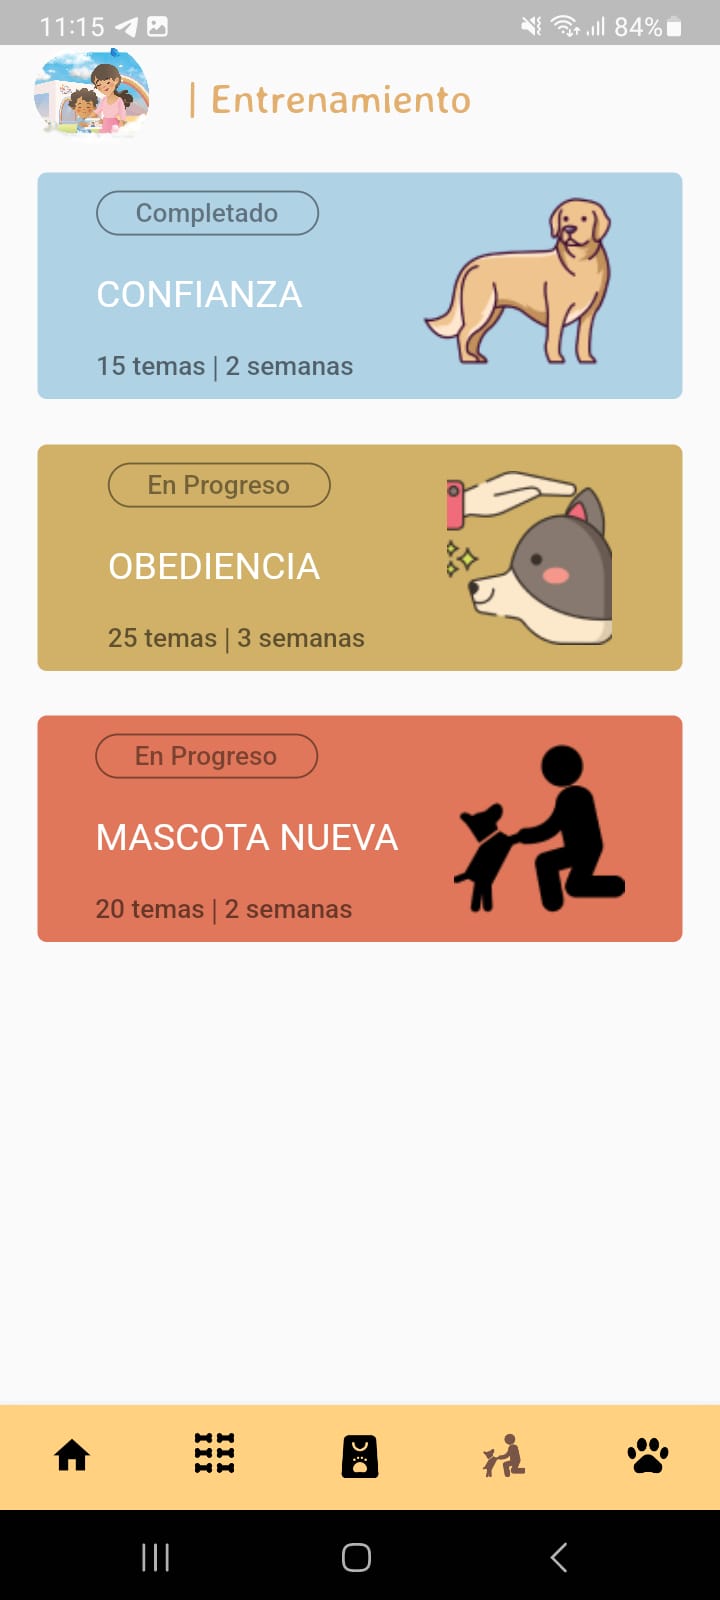 11:15 84%
| Entrenamiento
Completado
CONFIANZA
15 temas | 2 semanas
En Progreso
OBEDIENCIA
25 temas | 3 semanas
En Progreso
MASCOTA NUEVA
20 temas | 2 semanas